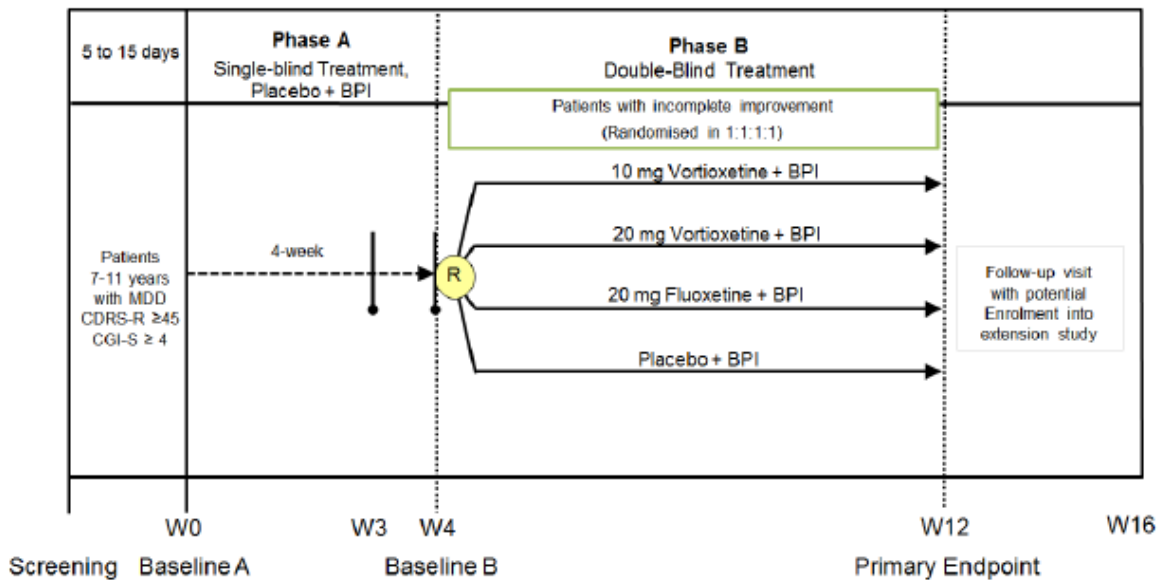 5 to 15 days
Phase A
Single-blind Treatment,
Placebo + BPI
Phase B
Double-Blind Treatment
Patients with incomplete improvement
(Randomised in 1:1:1:1)
10 mg Vortioxetine + BPI
20 mg Vortioxetine + BPI
20 mg Fluoxetine + BPI
Placebo + BPI
4-week
R
Patients
7-11 years
with MDD
CDRS-R ≥45
CGI-S ≥ 4
Follow-up visit
with potential
Enrolment into
extension study
W0
W3
W4
W12
W16
Screening
Baseline A
Baseline B
Primary Endpoint